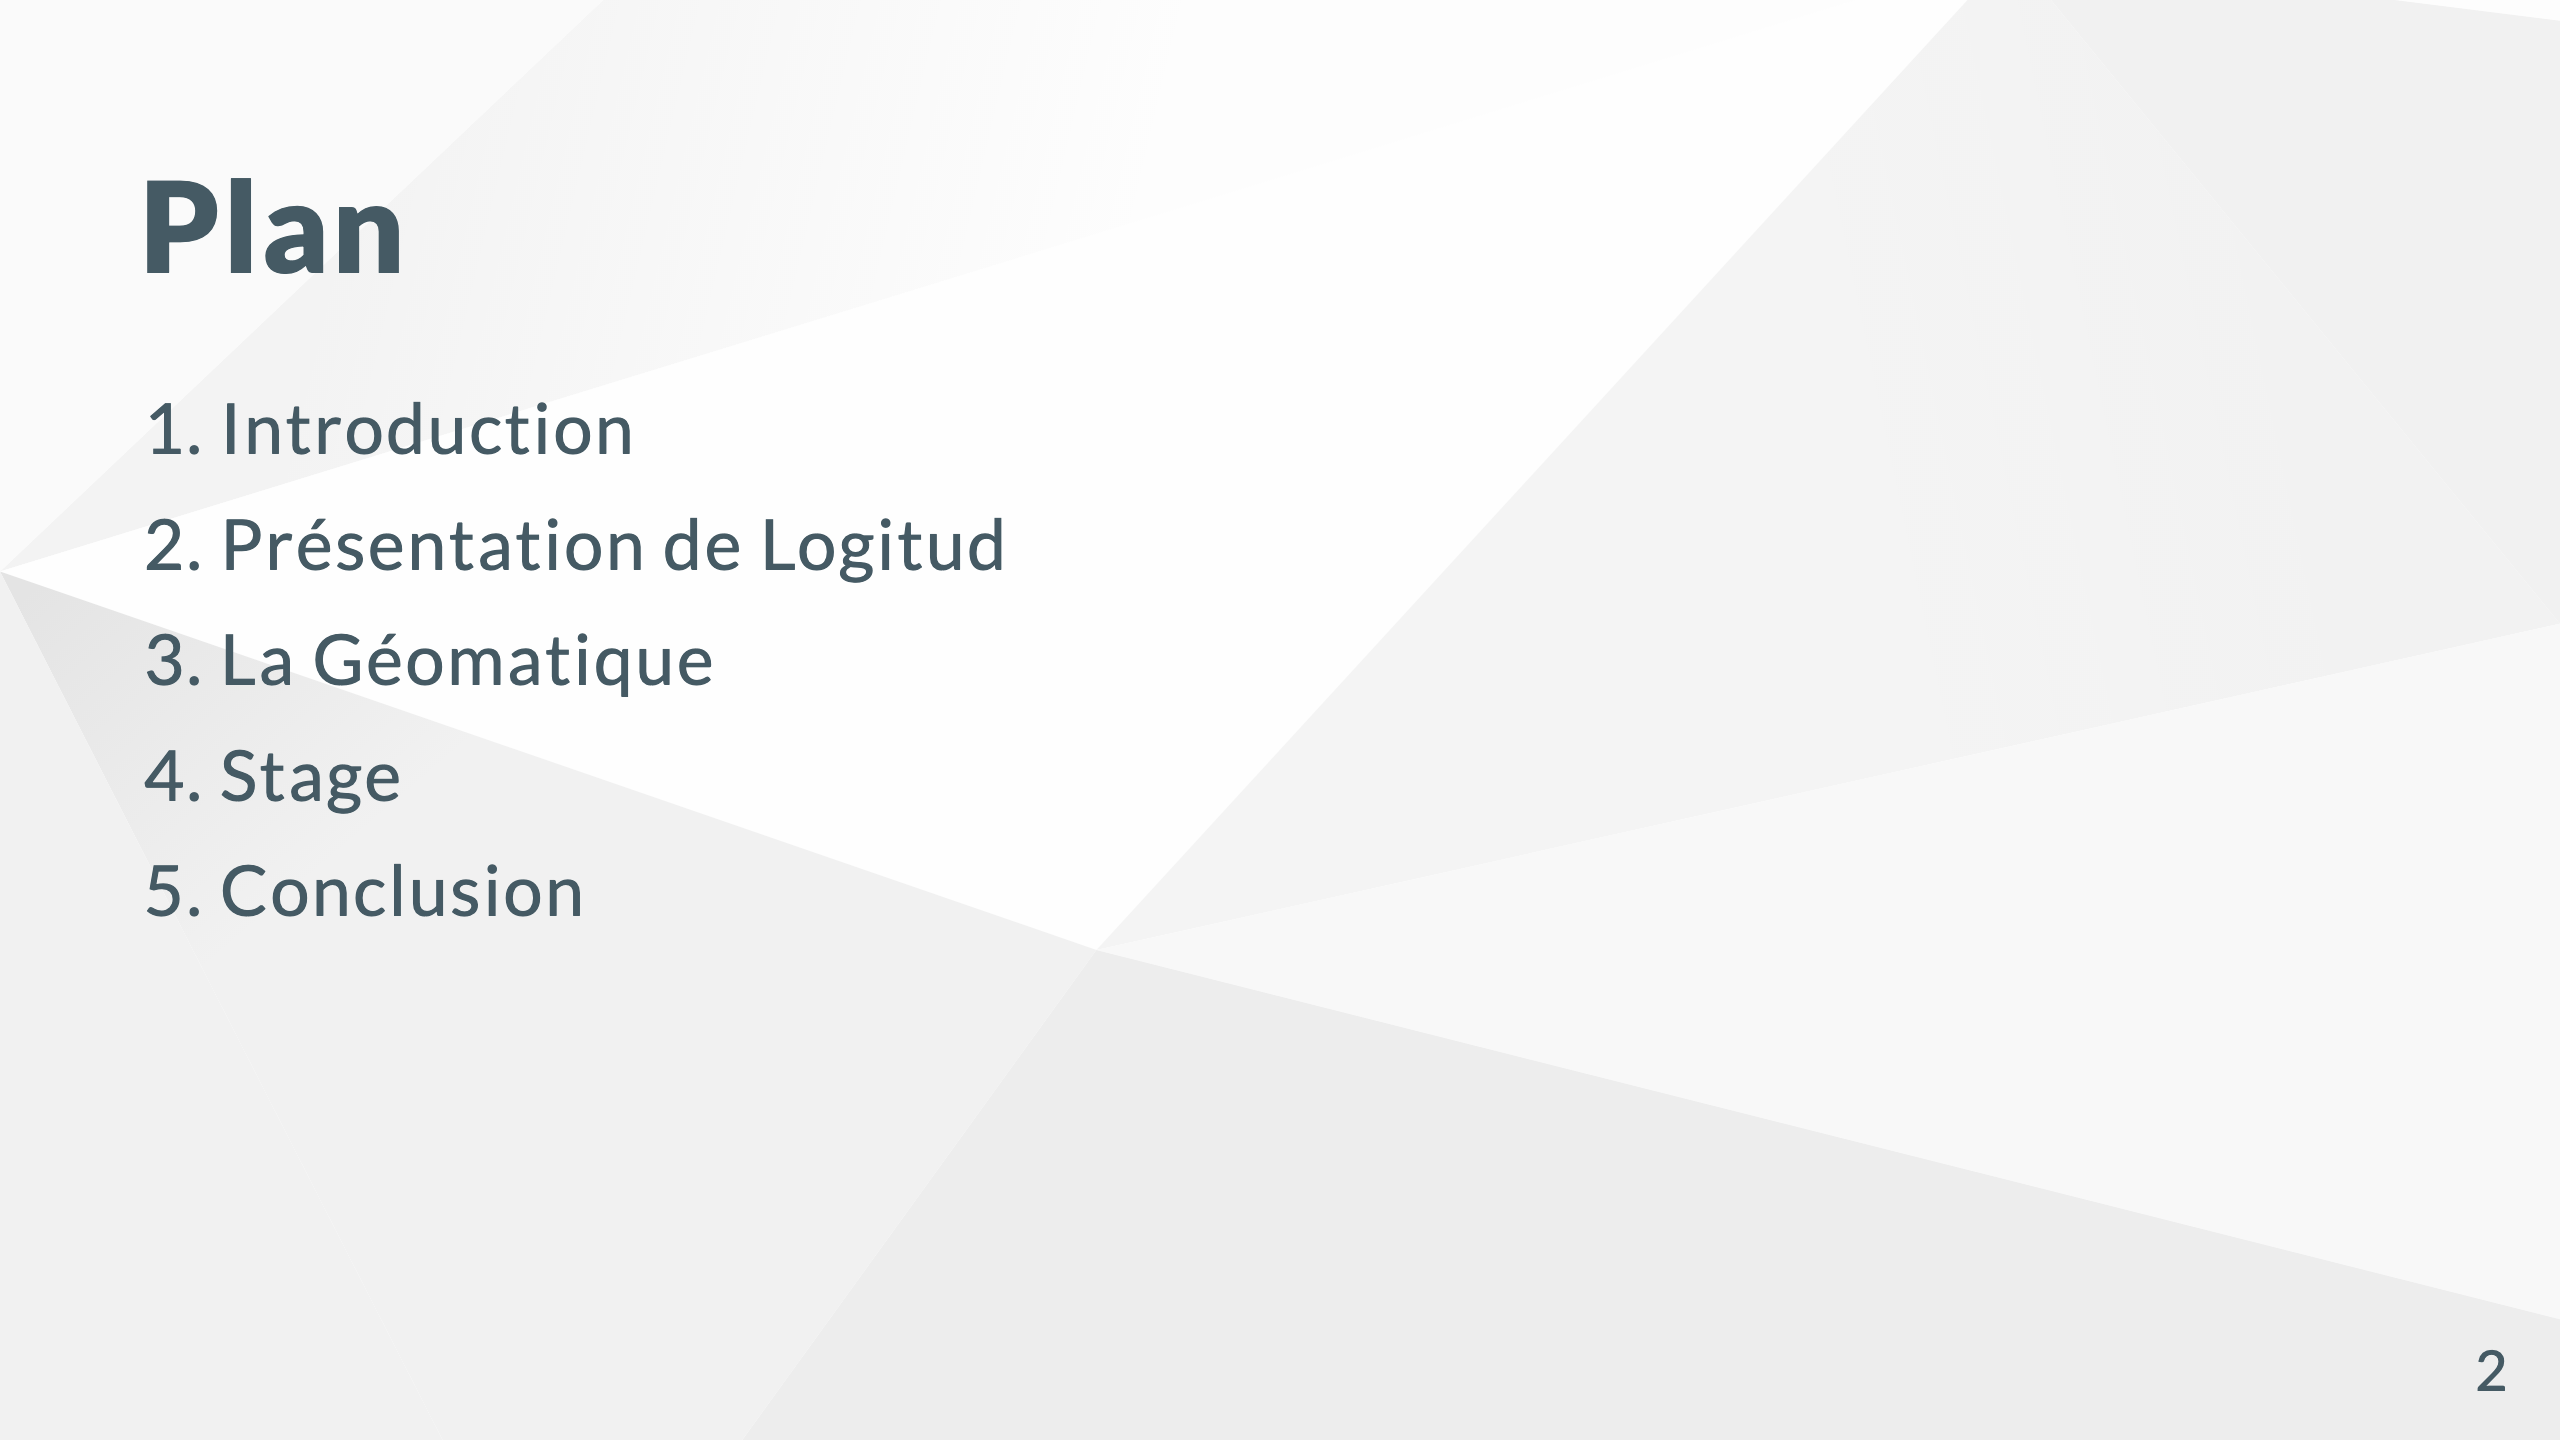 Plan
1. Introduction
2. Présentation de Logitud
3. La Géomatique
4. Stage
5. Conclusion
2